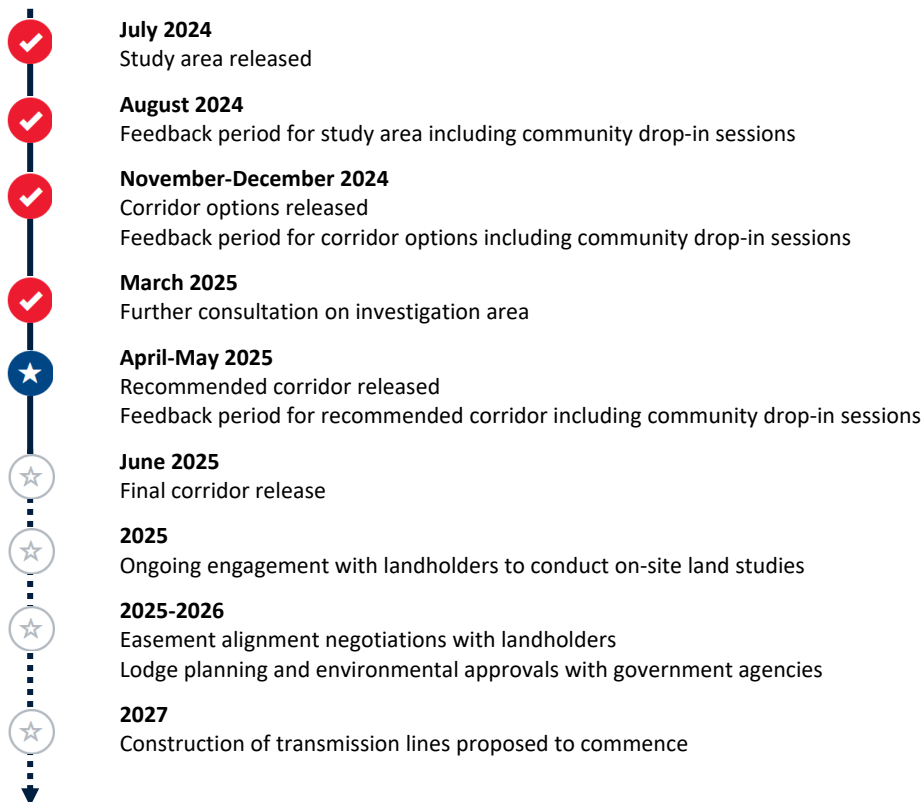 July 2024
Study area released
August 2024
Feedback period for study area including community drop-in sessions
November-December 2024
Corridor options released
Feedback period for corridor options including community drop-in sessions
March 2025
Further consultation on investigation area
April-May 2025
Recommended corridor released
Feedback period for recommended corridor including community drop-in sessions
June 2025
Final corridor release
2025
Ongoing engagement with landholders to conduct on-site land studies
2025-2026
Easement alignment negotiations with landholders
Lodge planning and environmental approvals with government agencies
2027
Construction of transmission lines proposed to commence